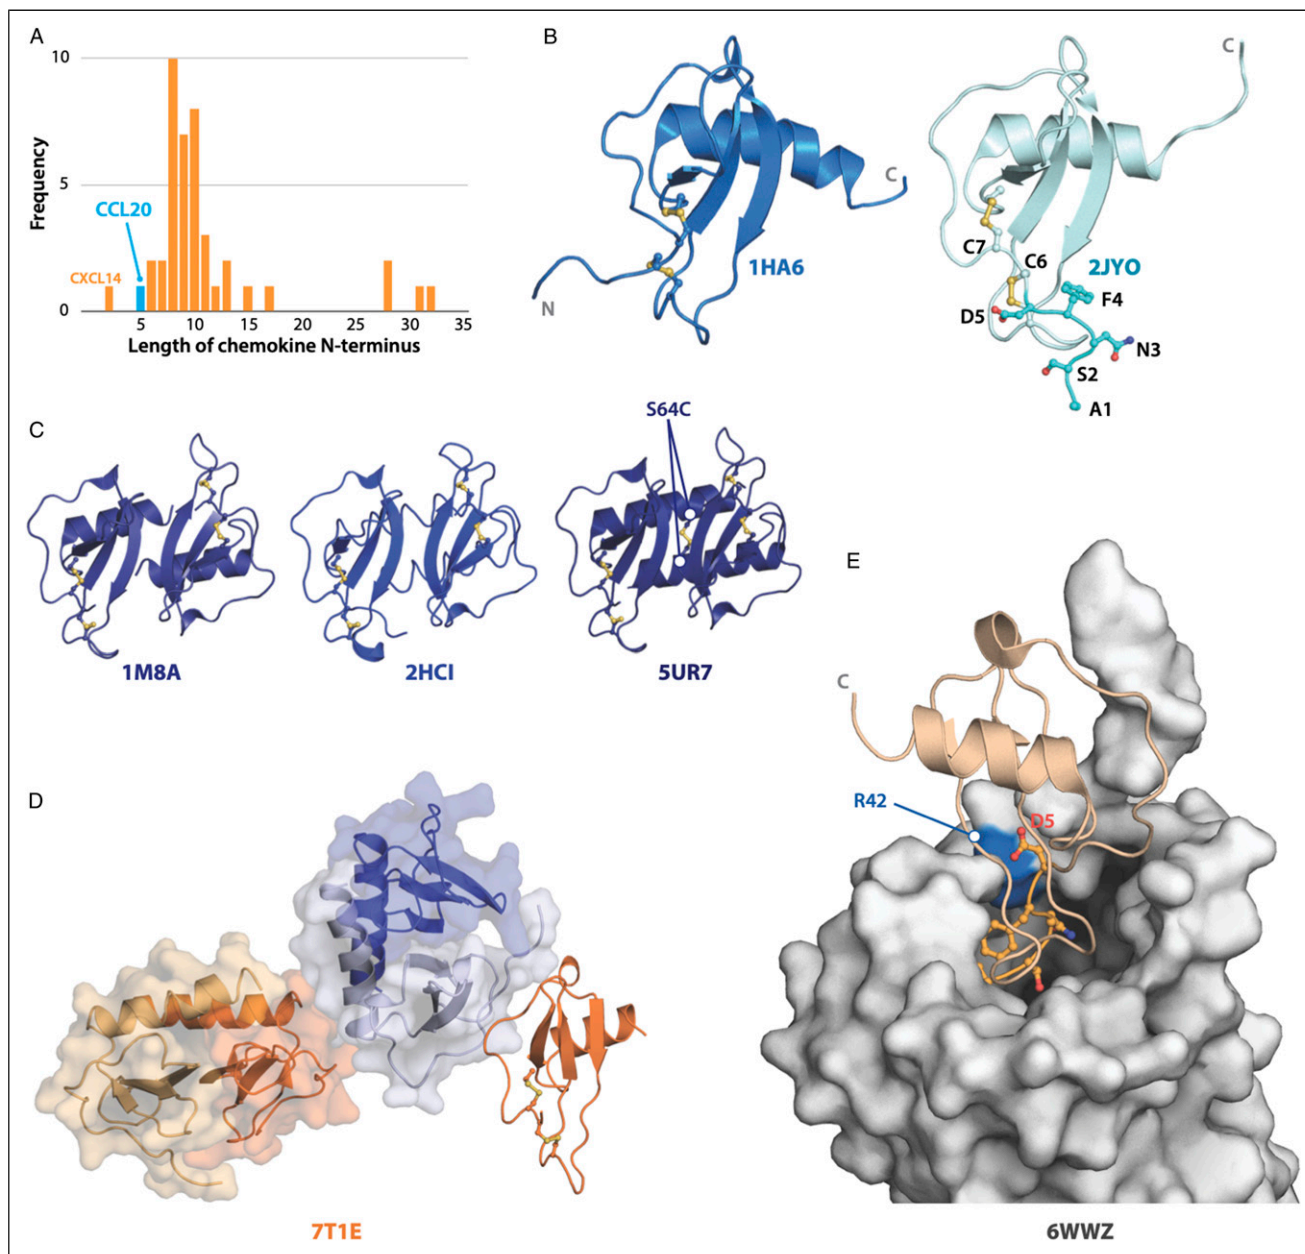 A
10
5
0
Frequency
CCL20
CXCL14
5 10 15 20 25 30 35
Length of chemokine N-terminus
B
C
1HA6
N
C
C7
C6
2JYO
F4
D5
N3
S2
A1
C
S64C
1M8A
2HCI
5UR7
D
7T1E
E
C
R42
D5
6WWZ